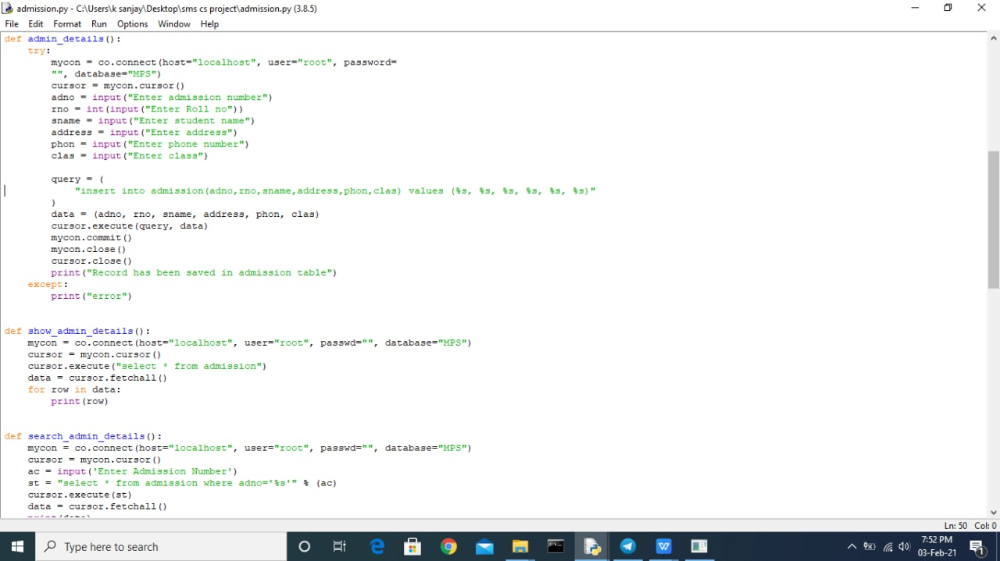 admission.py - C:\Users\k sanjay\Desktop\sms cs project\admission.py (3.8.5)
File Edit Format Run Options Window Help
def admin_details():
    try:
        mycon = co.connect(host="localhost", user="root", password=
        "", database="MPS")
        cursor = mycon.cursor()
        adno = input("Enter admission number")
        rno = int(input("Enter Roll no"))
        sname = input("Enter student name")
        address = input("Enter address")
        phon = input("Enter phone number")
        clas = input("Enter class")
        query = (
            "insert into admission(adno,rno,sname,address,phon,clas) values (%s, %s, %s, %s, %s, %s)"
        )
        data = (adno, rno, sname, address, phon, clas)
        cursor.execute(query, data)
        mycon.commit()
        mycon.close()
        cursor.close()
        print("Record has been saved in admission table")
    except:
        print("error")
def show_admin_details():
    mycon = co.connect(host="localhost", user="root", passwd="", database="MPS")
    cursor = mycon.cursor()
    cursor.execute("select * from admission")
    data = cursor.fetchall()
    for row in data:
        print(row)
def search_admin_details():
    mycon = co.connect(host="localhost", user="root", passwd="", database="MPS")
    cursor = mycon.cursor()
    ac = input('Enter Admission Number')
    st = "select * from admission where adno='%s'" % (ac)
    cursor.execute(st)
    data = cursor.fetchall()
Ln: 50 Col: 0
Type here to search
7:52 PM
03-Feb-21
1